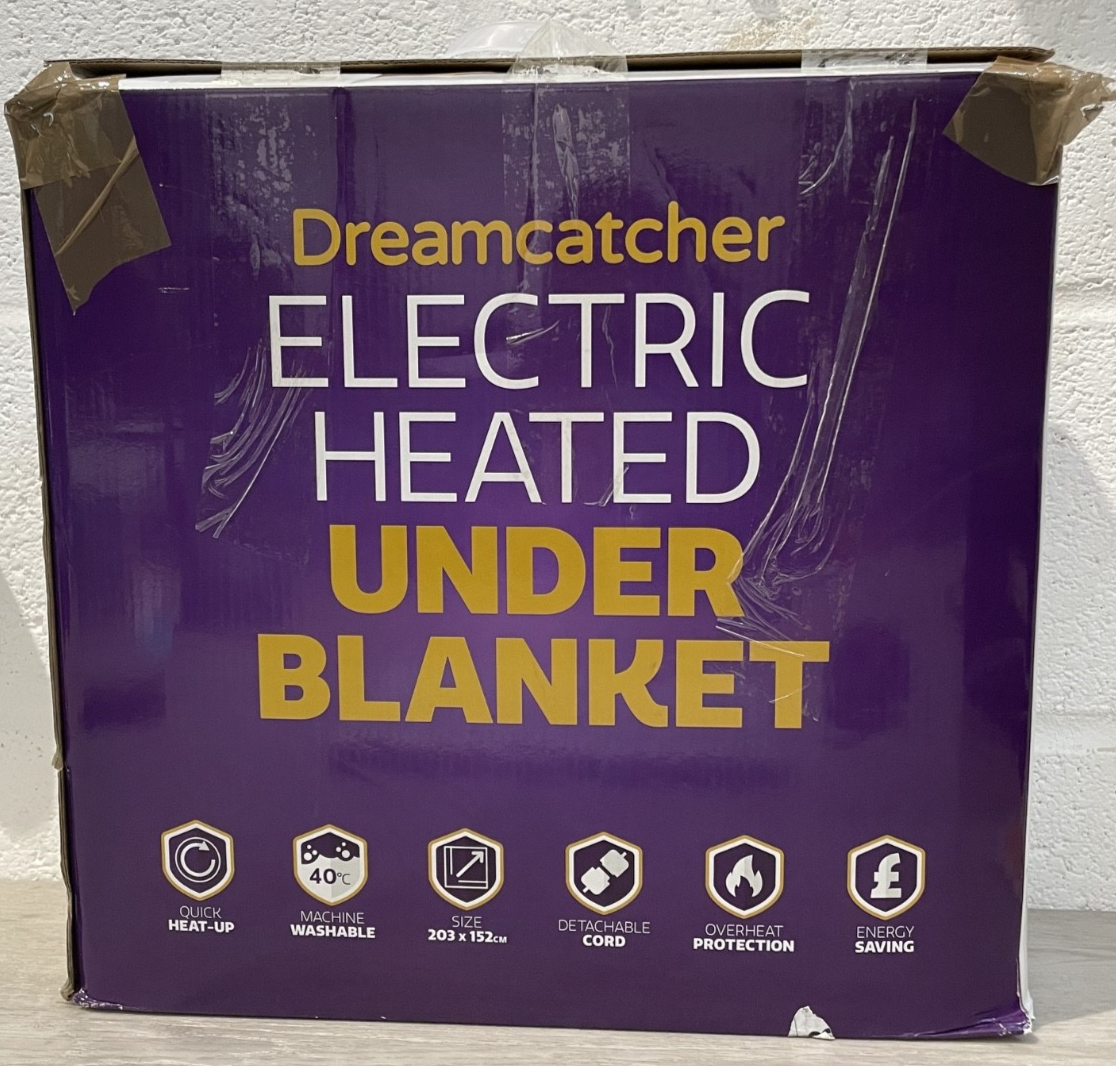 Dreamcatcher
ELECTRIC
HEATED
UNDER
BLANKET
QUICK
HEAT-UP
40°C
MACHINE
WASHABLE
SIZE
203 x 152CM
DETACHABLE
CORD
OVERHEAT
PROTECTION
£
ENERGY
SAVING